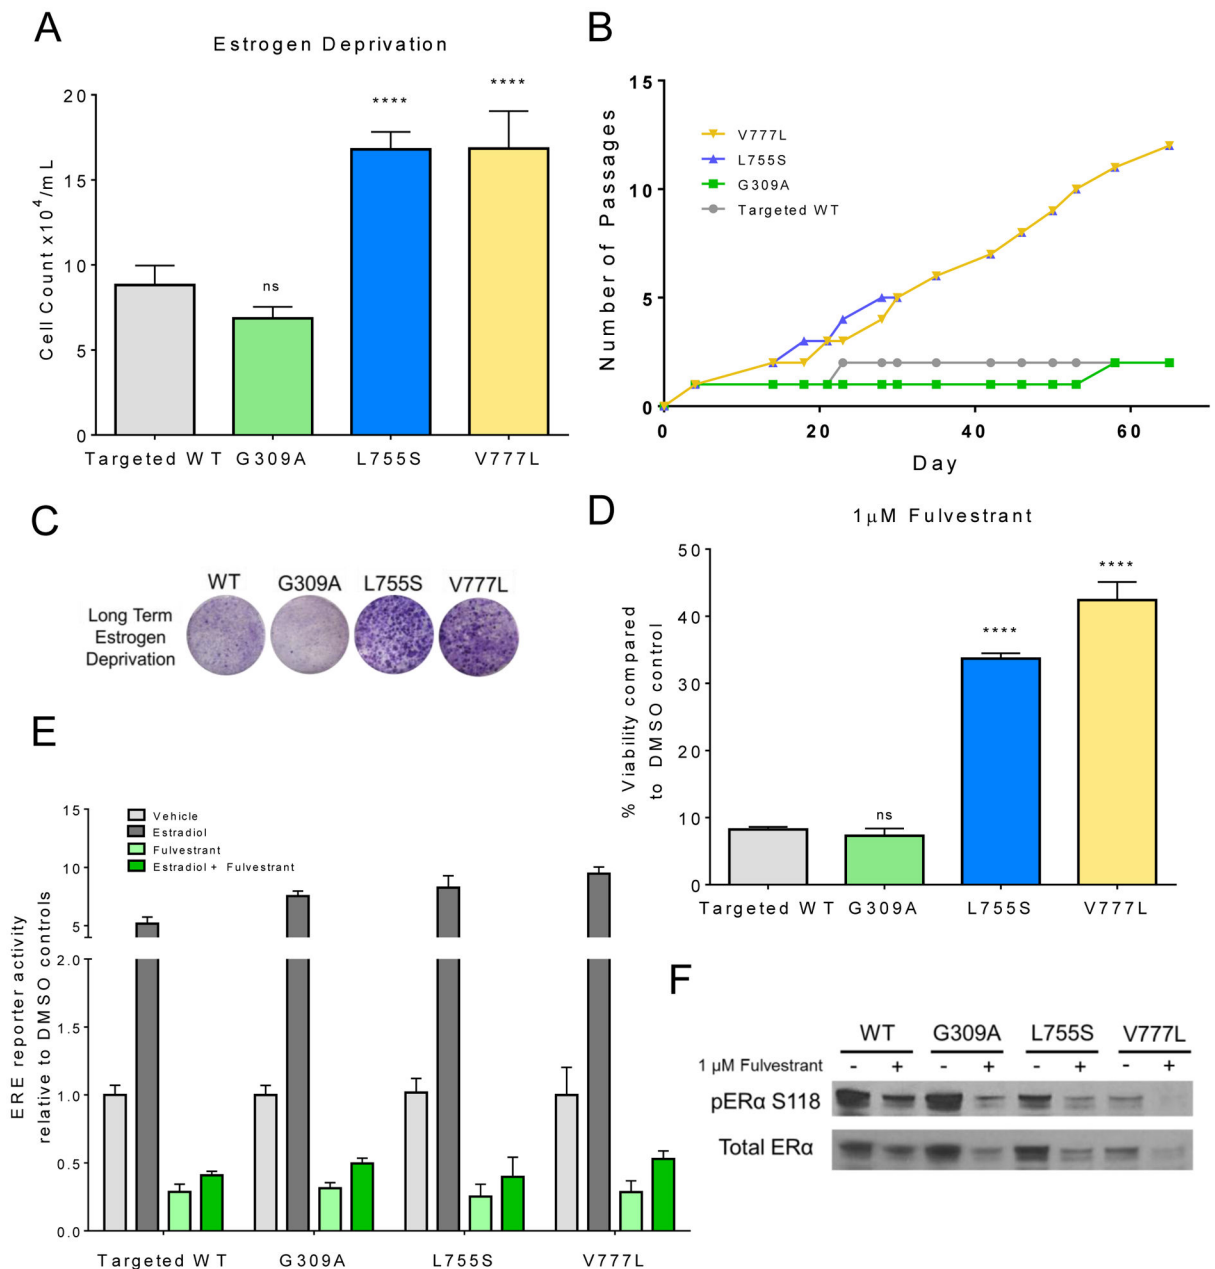 A
Estrogen Deprivation
Cell Count x10^4/mL
20
15
10
5
0
ns
****
****
Targeted WT G309A L755S V777L
B
Number of Passages
15
10
5
0
V777L
L755S
G309A
Targeted WT
0 20 40 60
Day
C
WT G309A L755S V777L
Long Term
Estrogen
Deprivation
D
1μM Fulvestrant
% Viability compared
to DMSO control
50
40
30
20
10
0
ns
****
****
Targeted WT G309A L755S V777L
E
ERE reporter activity
relative to DMSO controls
15
10
5
2.0
1.5
1.0
0.5
0.0
Vehicle
Estradiol
Fulvestrant
Estradiol + Fulvestrant
Targeted WT G309A L755S V777L
F
WT G309A L755S V777L
1 µM Fulvestrant - + - + - + - +
pERα S118
Total ERα